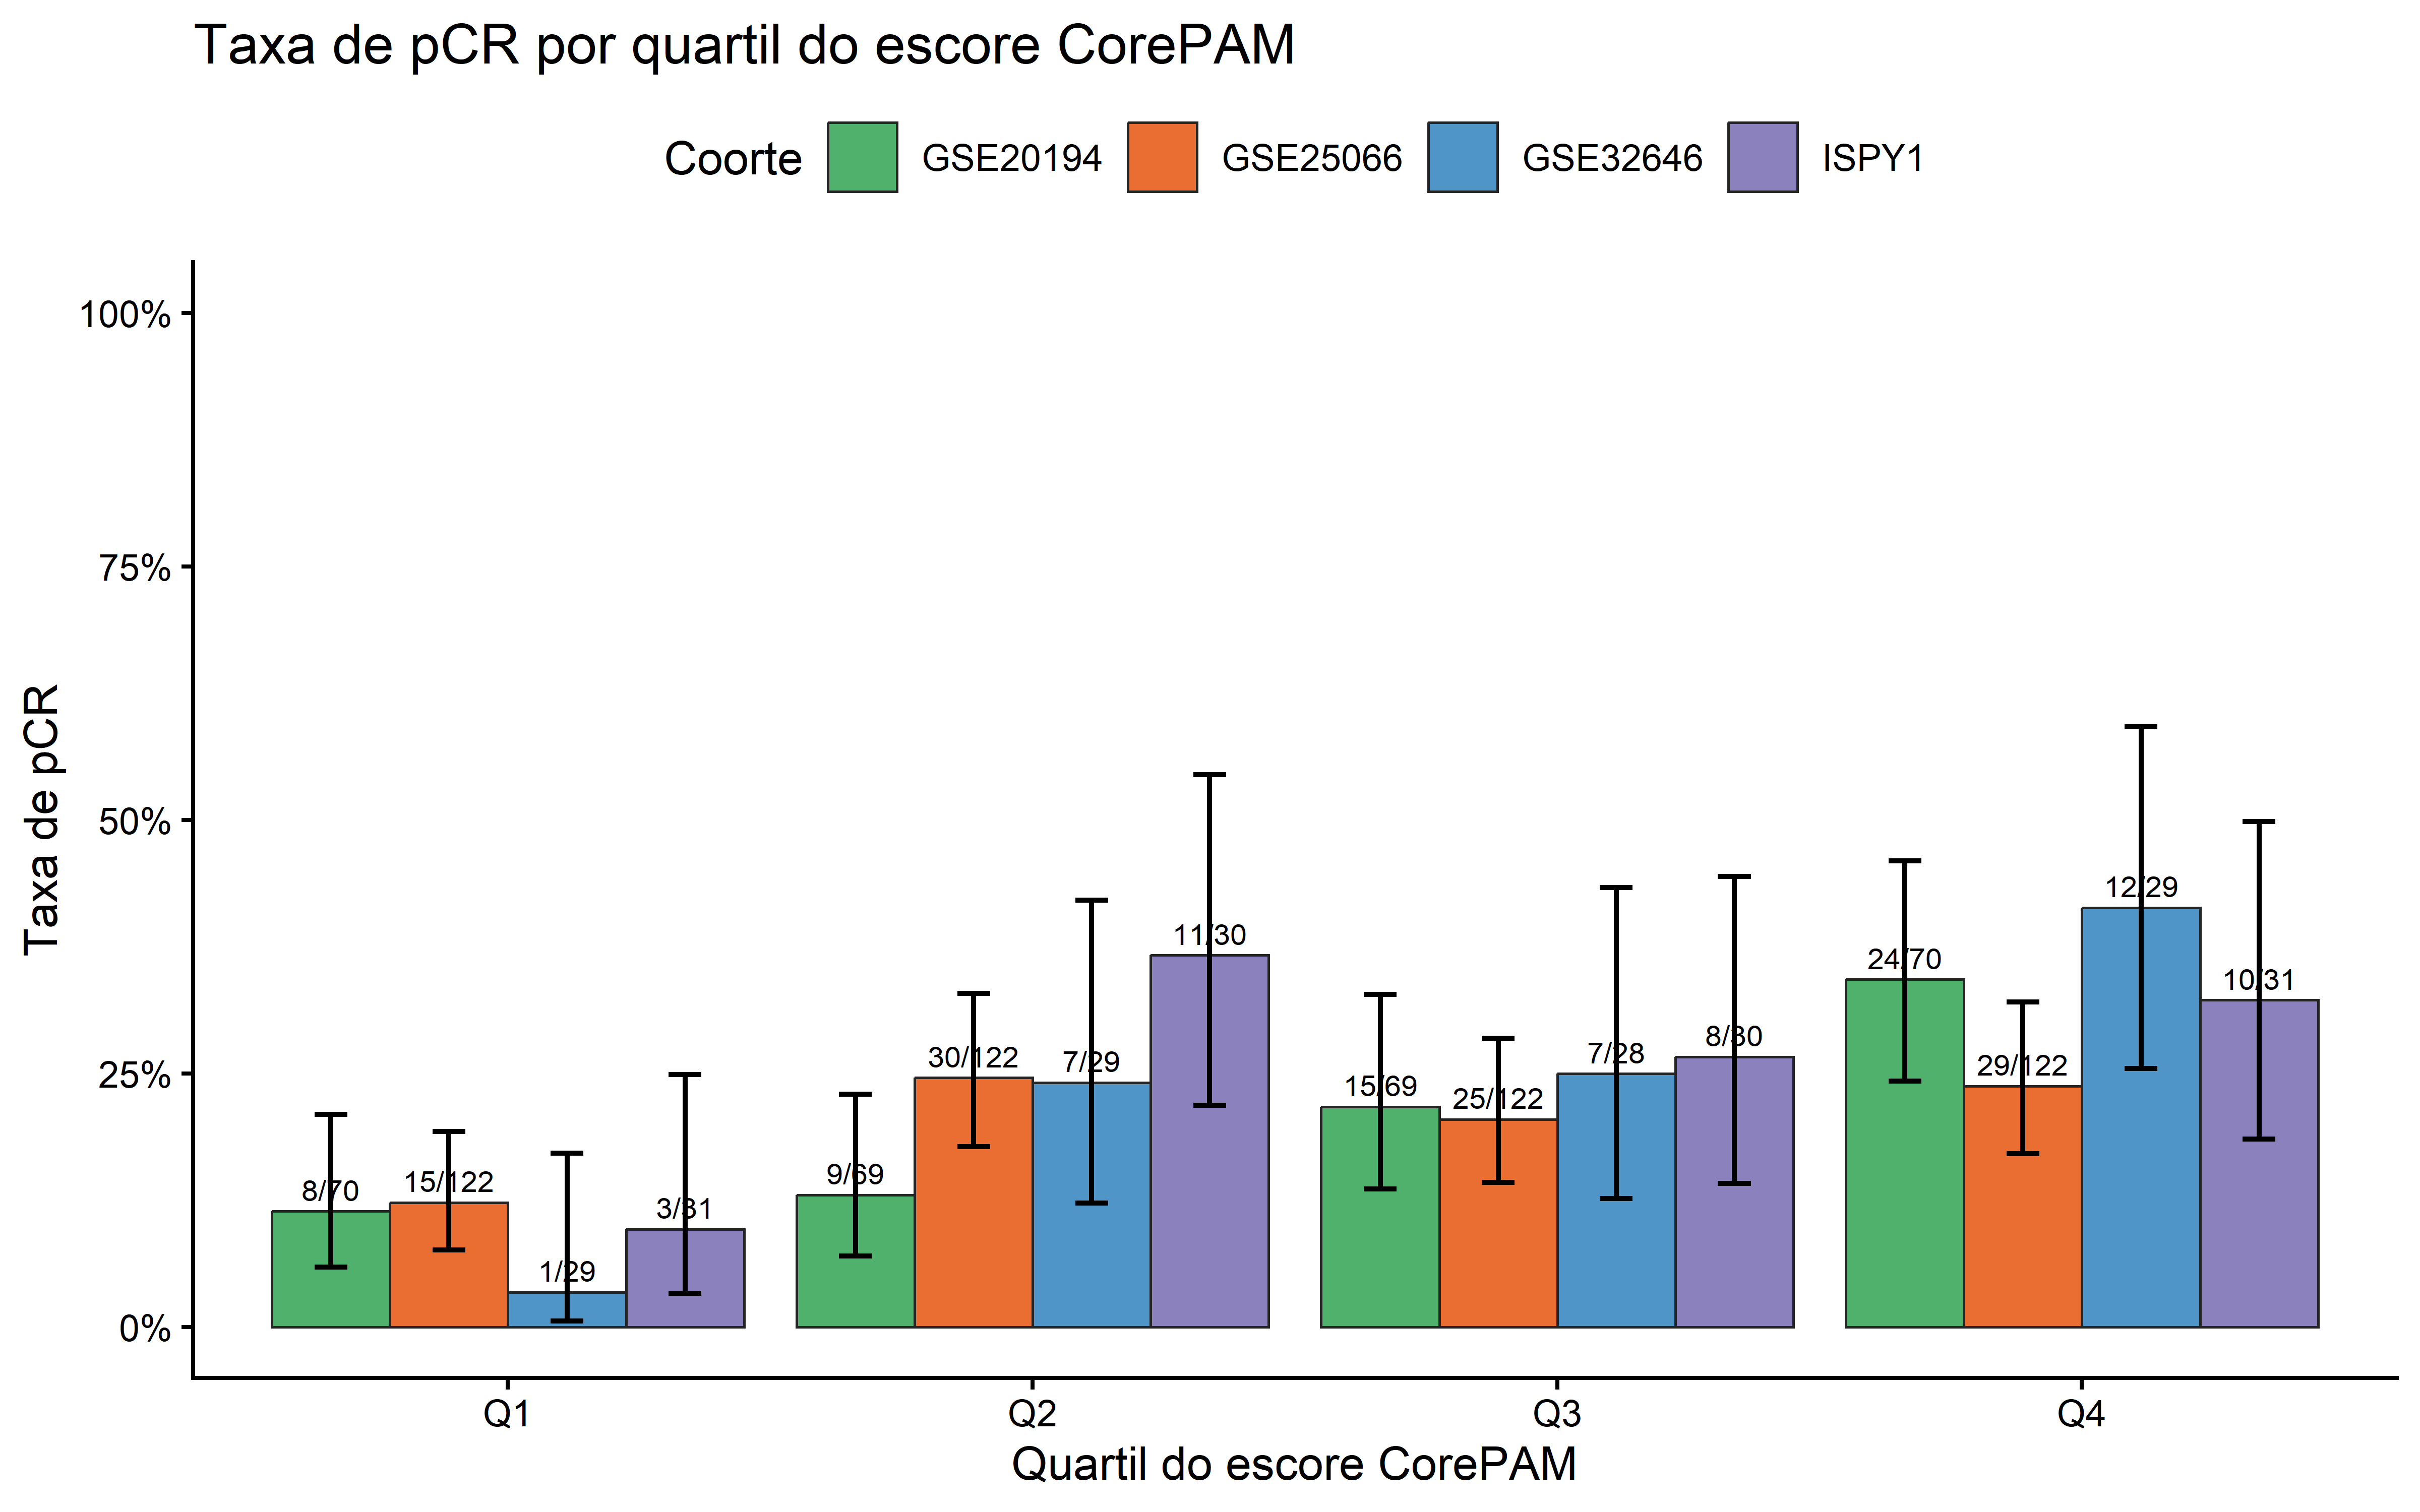 Taxa de pCR por quartil do escore CorePAM
Coorte GSE20194 GSE25066 GSE32646 ISPY1
Taxa de pCR
100%
75%
50%
25%
0%
8/70 15/122 1/29 3/31
9/69 30/122 7/29 11/30
15/69 25/122 7/28 8/30
24/70 29/122 12/29 10/31
Q1 Q2 Q3 Q4
Quartil do escore CorePAM